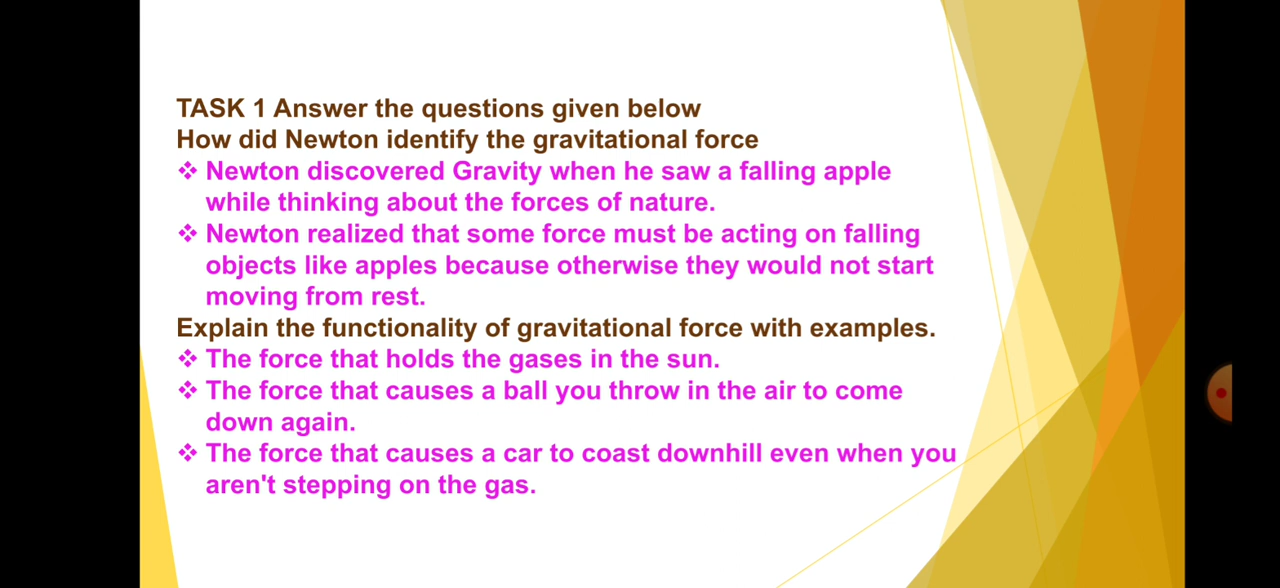 TASK 1 Answer the questions given below
How did Newton identify the gravitational force
❖ Newton discovered Gravity when he saw a falling apple
while thinking about the forces of nature.
❖ Newton realized that some force must be acting on falling
objects like apples because otherwise they would not start
moving from rest.
Explain the functionality of gravitational force with examples.
❖ The force that holds the gases in the sun.
❖ The force that causes a ball you throw in the air to come
down again.
❖ The force that causes a car to coast downhill even when you
aren't stepping on the gas.